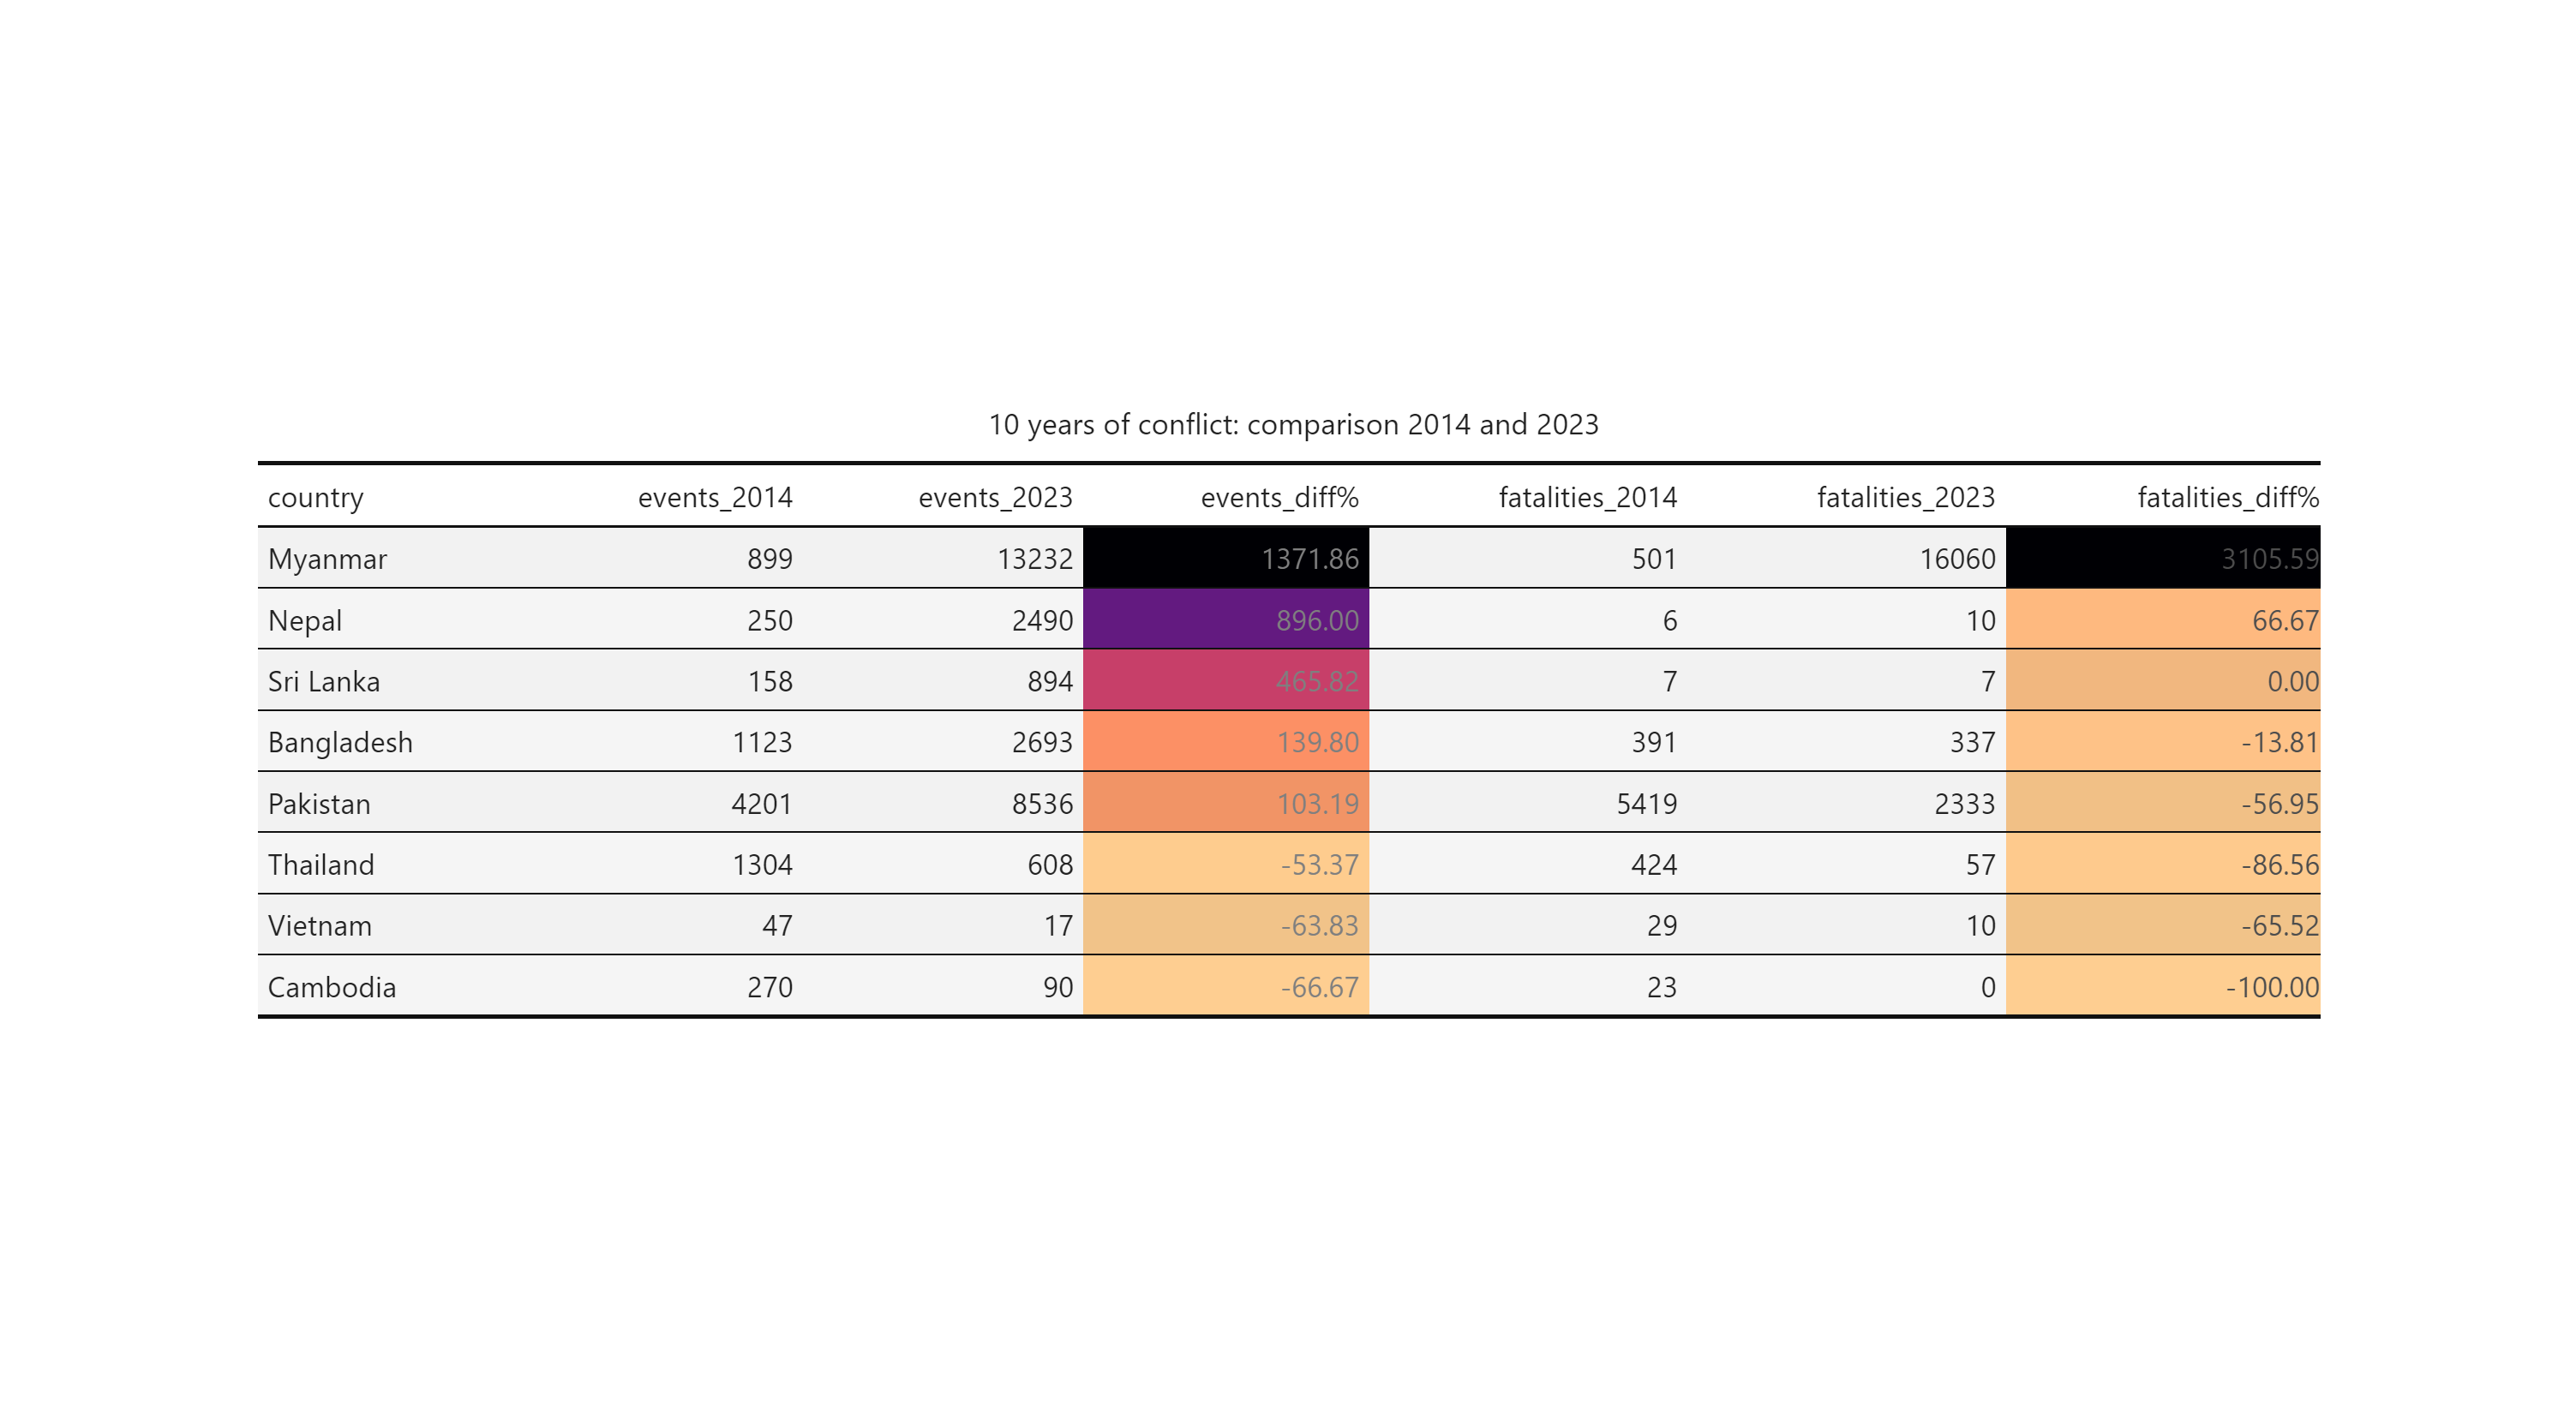 10 years of conflict: comparison 2014 and 2023
country events_2014 events_2023 events_diff% fatalities_2014 fatalities_2023 fatalities_diff%
Myanmar 899 13232 1371.86 501 16060 3105.59
Nepal 250 2490 896.00 6 10 66.67
Sri Lanka 158 894 465.82 7 7 0.00
Bangladesh 1123 2693 139.80 391 337 -13.81
Pakistan 4201 8536 103.19 5419 2333 -56.95
Thailand 1304 608 -53.37 424 57 -86.56
Vietnam 47 17 -63.83 29 10 -65.52
Cambodia 270 90 -66.67 23 0 -100.00